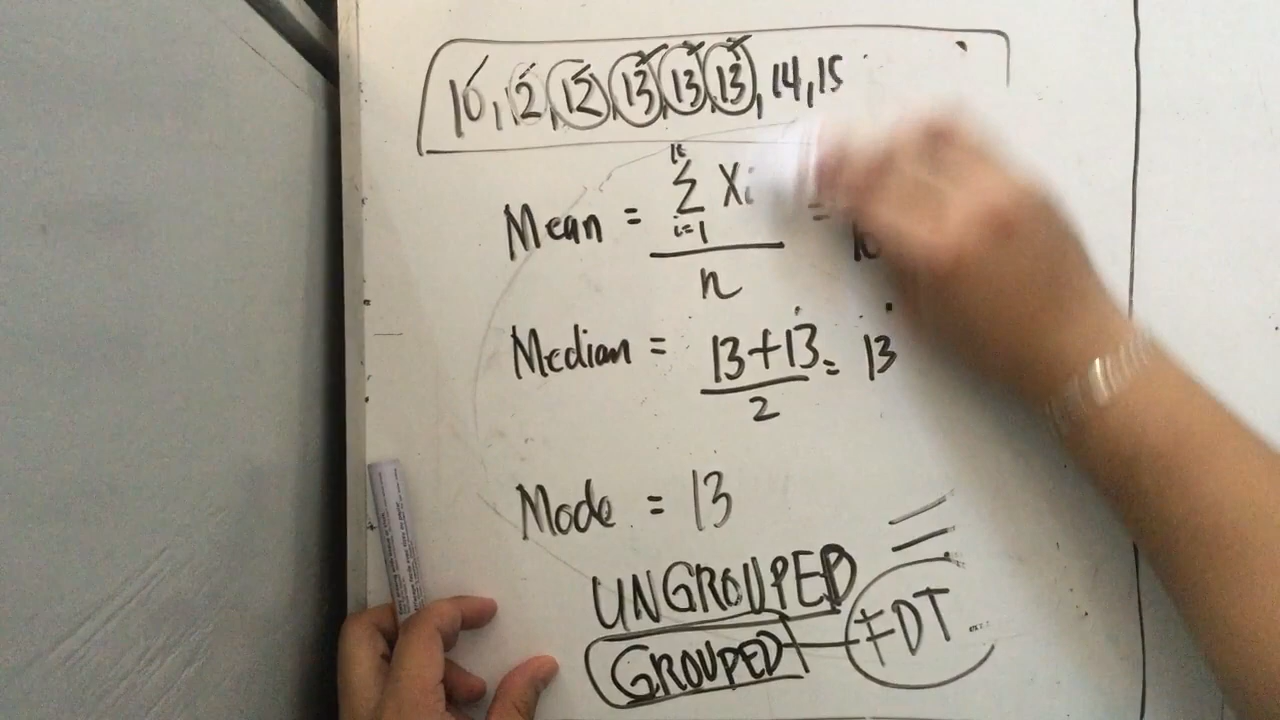 10, 12, 12, 13, 13, 13, 14, 15
Mean = Σ Xi =
i=1
n
Median = 13+13 = 13
2
Mode = 13
UNGROUPED
GROUPED FDT